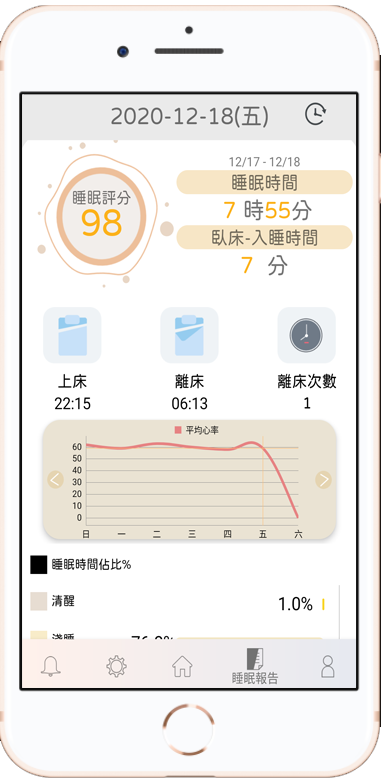 2020-12-18(五)
12/17 - 12/18
睡眠評分
98
睡眠時間
7 時55分
臥床-入睡時間
7 分
上床
離床
離床次數
22:15
06:13
1
平均心率
60
50
40
30
20
10
0
日 一 二 三 四 五 六
睡眠時間佔比%
清醒
1.0%
淺睡
睡眠報告